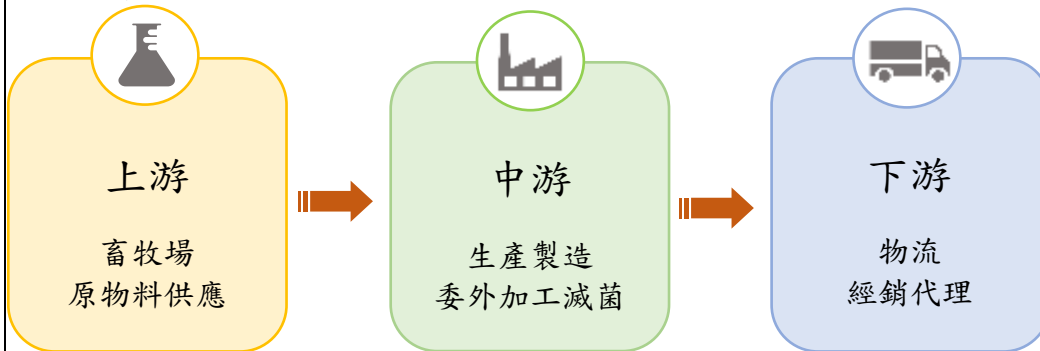 上游
畜牧場
原物料供應
中游
生產製造
委外加工滅菌
下游
物流
經銷代理